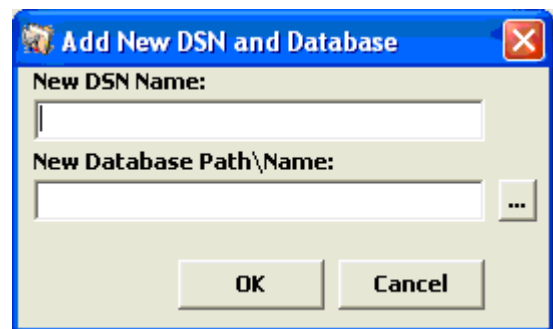 Add New DSN and Database
New DSN Name:
New Database Path\Name:
...
OK Cancel